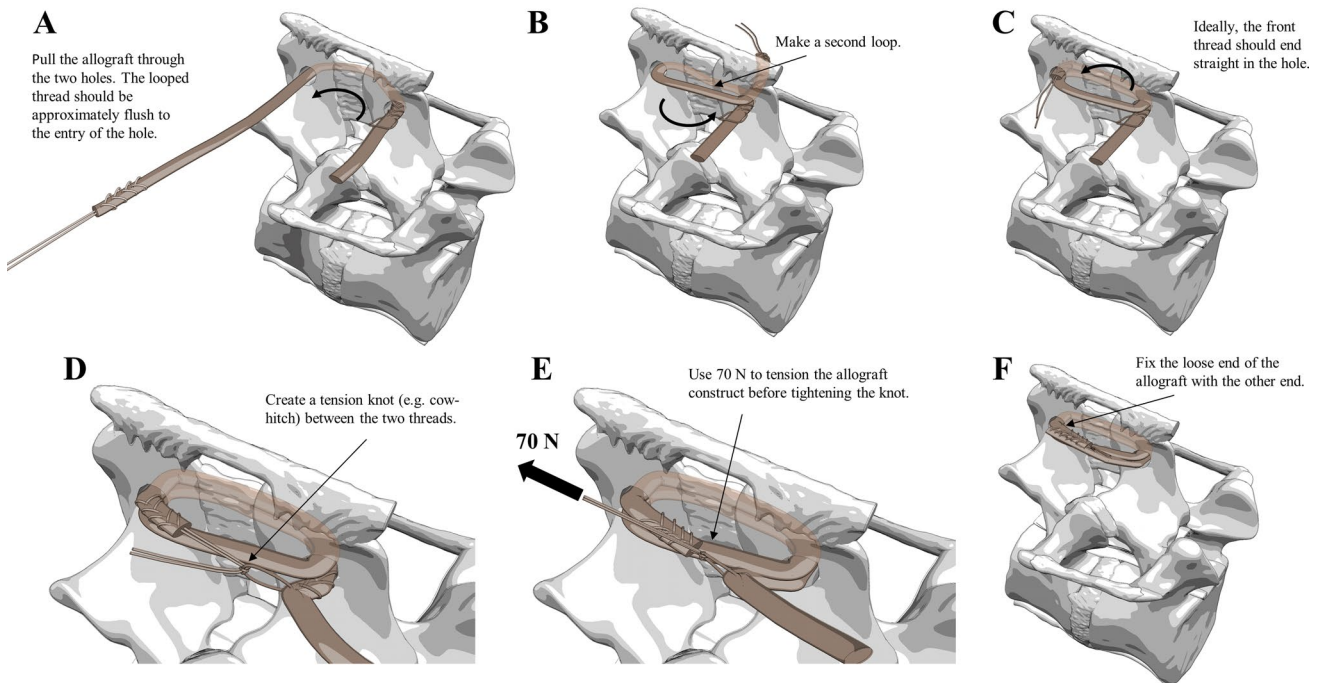 A
Pull the allograft through
the two holes. The looped
thread should be
approximately flush to
the entry of the hole.
B
Make a second loop.
C
Ideally, the front
thread should end
straight in the hole.
D
Create a tension knot (e.g. cow-
hitch) between the two threads.
E
Use 70 N to tension the allograft
construct before tightening the knot.
70 N
F
Fix the loose end of the
allograft with the other end.